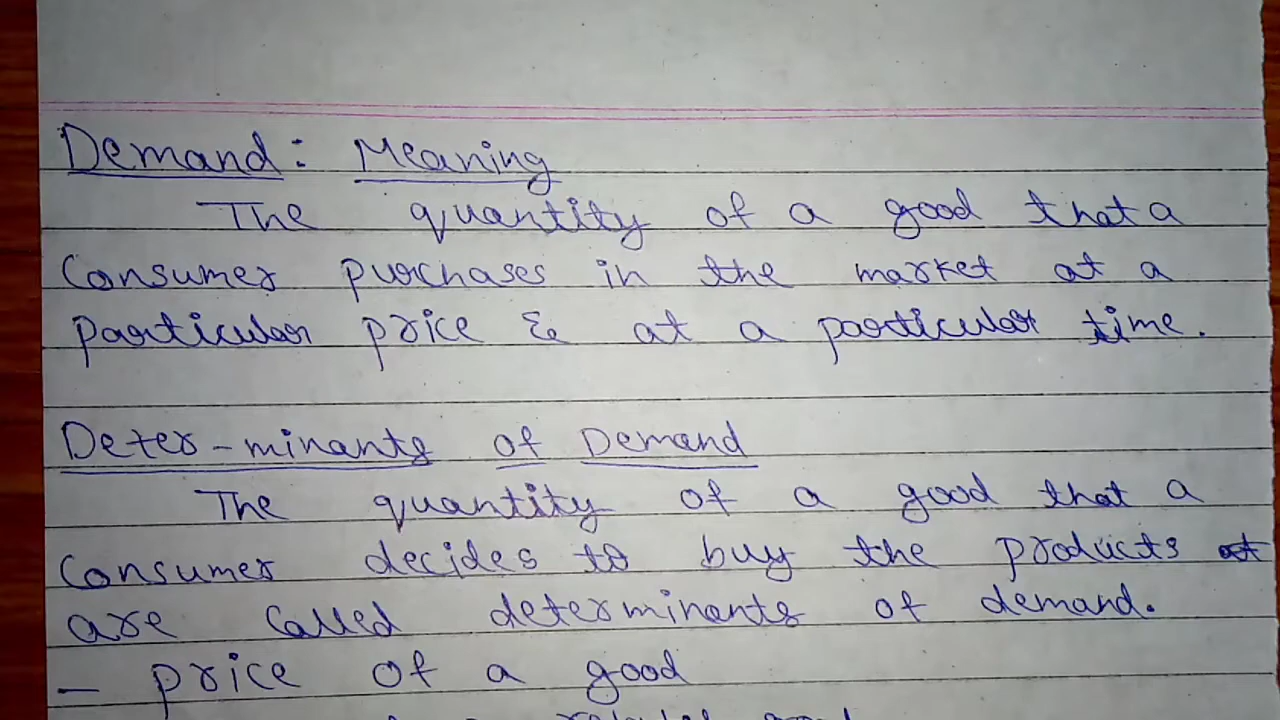 Demand: Meaning
The quantity of a good that a
Consumer purchases in the market at a
particular price & at a particular time.
Deter-minants of Demand
The quantity of a good that a
Consumer decides to buy the products
are called determinants of demand.
- price of a good
related good